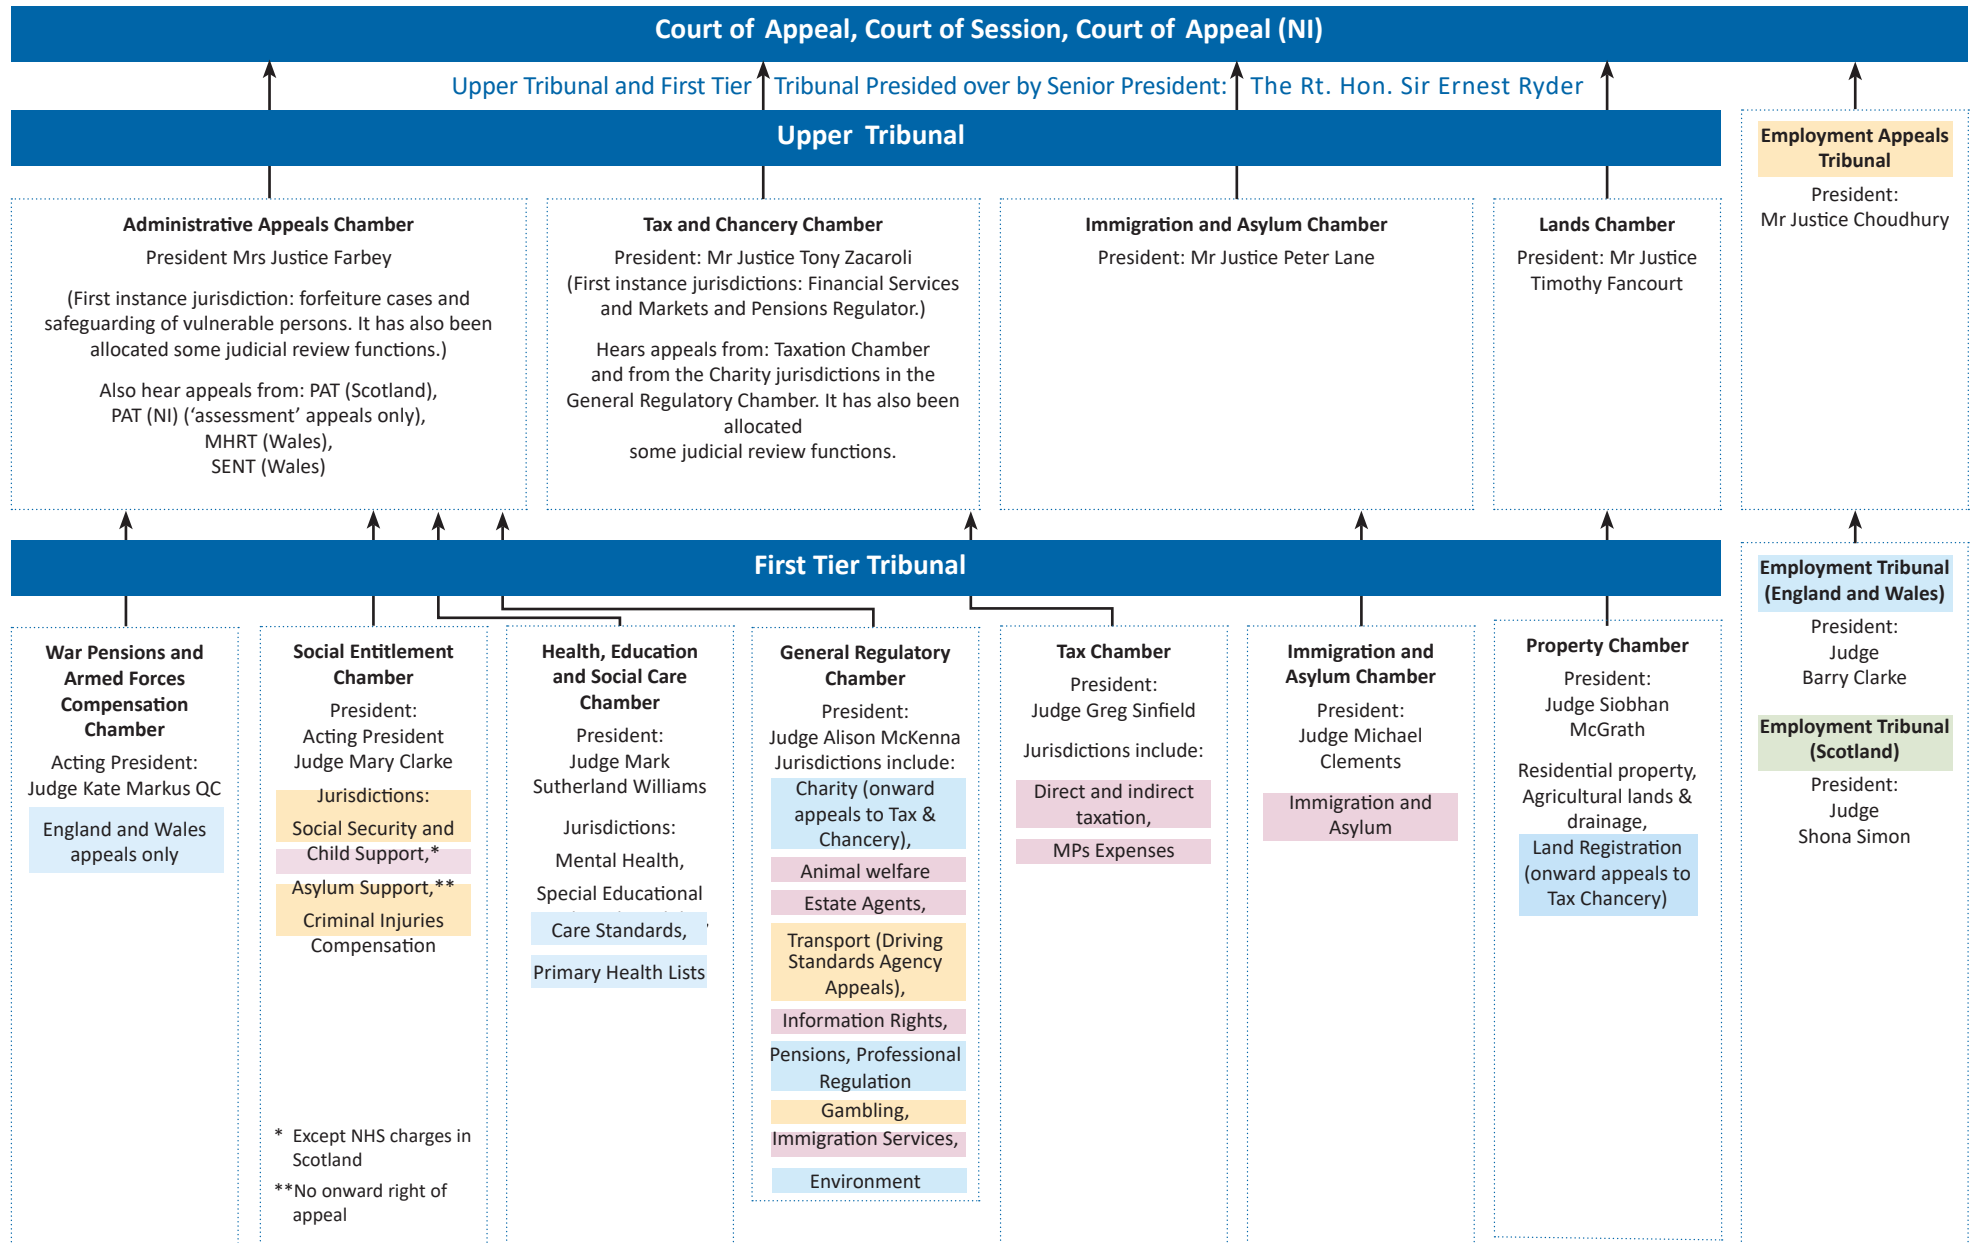 Court of Appeal, Court of Session, Court of Appeal (NI)
Upper Tribunal and First Tier Tribunal Presided over by Senior President: The Rt. Hon. Sir Ernest Ryder
Upper Tribunal
Administrative Appeals Chamber
President Mrs Justice Farbey
(First instance jurisdiction: forfeiture cases and
safeguarding of vulnerable persons. It has also been
allocated some judicial review functions.)
Also hear appeals from: PAT (Scotland),
PAT (NI) (‘assessment’ appeals only),
MHRT (Wales),
SENT (Wales)
Tax and Chancery Chamber
President: Mr Justice Tony Zacaroli
(First instance jurisdictions: Financial Services
and Markets and Pensions Regulator.)
Hears appeals from: Taxation Chamber
and from the Charity jurisdictions in the
General Regulatory Chamber. It has also been
allocated
some judicial review functions.
Immigration and Asylum Chamber
President: Mr Justice Peter Lane
Lands Chamber
President: Mr Justice
Timothy Fancourt
Employment Appeals
Tribunal
President:
Mr Justice Choudhury
First Tier Tribunal
War Pensions and
Armed Forces
Compensation
Chamber
Acting President:
Judge Kate Markus QC
England and Wales
appeals only
Social Entitlement
Chamber
President:
Acting President
Judge Mary Clarke
Jurisdictions:
Social Security and
Child Support,*
Asylum Support,**
Criminal Injuries
Compensation
* Except NHS charges in
Scotland
**No onward right of
appeal
Health, Education
and Social Care
Chamber
President:
Judge Mark
Sutherland Williams
Jurisdictions:
Mental Health,
Special Educational
Care Standards,
Primary Health Lists
General Regulatory
Chamber
President:
Judge Alison McKenna
Jurisdictions include:
Charity (onward
appeals to Tax &
Chancery),
Animal welfare
Estate Agents,
Transport (Driving
Standards Agency
Appeals),
Information Rights,
Pensions, Professional
Regulation
Gambling,
Immigration Services,
Environment
Tax Chamber
President:
Judge Greg Sinfield
Jurisdictions include:
Direct and indirect
taxation,
MPs Expenses
Immigration and
Asylum Chamber
President:
Judge Michael
Clements
Immigration and
Asylum
Property Chamber
President:
Judge Siobhan
McGrath
Residential property,
Agricultural lands &
drainage,
Land Registration
(onward appeals to
Tax Chancery)
Employment Tribunal
(England and Wales)
President:
Judge
Barry Clarke
Employment Tribunal
(Scotland)
President:
Judge
Shona Simon